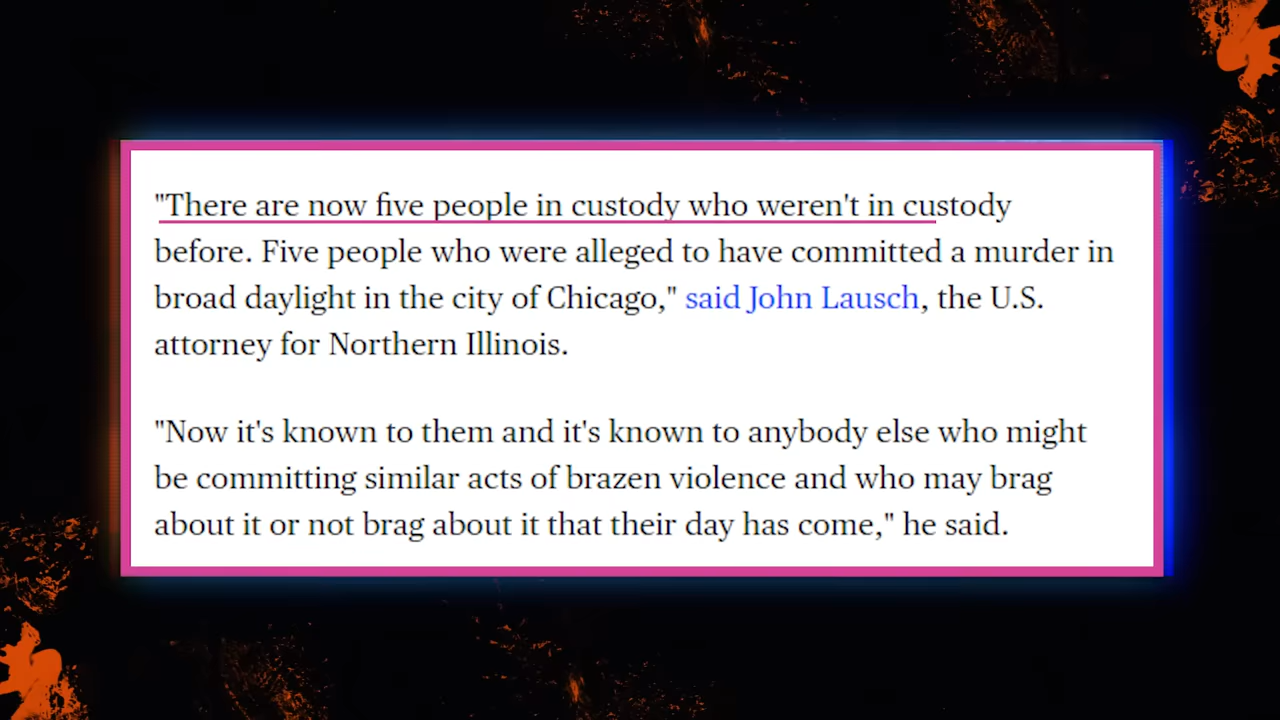 "There are now five people in custody who weren't in custody
before. Five people who were alleged to have committed a murder in
broad daylight in the city of Chicago," said John Lausch, the U.S.
attorney for Northern Illinois.
"Now it's known to them and it's known to anybody else who might
be committing similar acts of brazen violence and who may brag
about it or not brag about it that their day has come," he said.